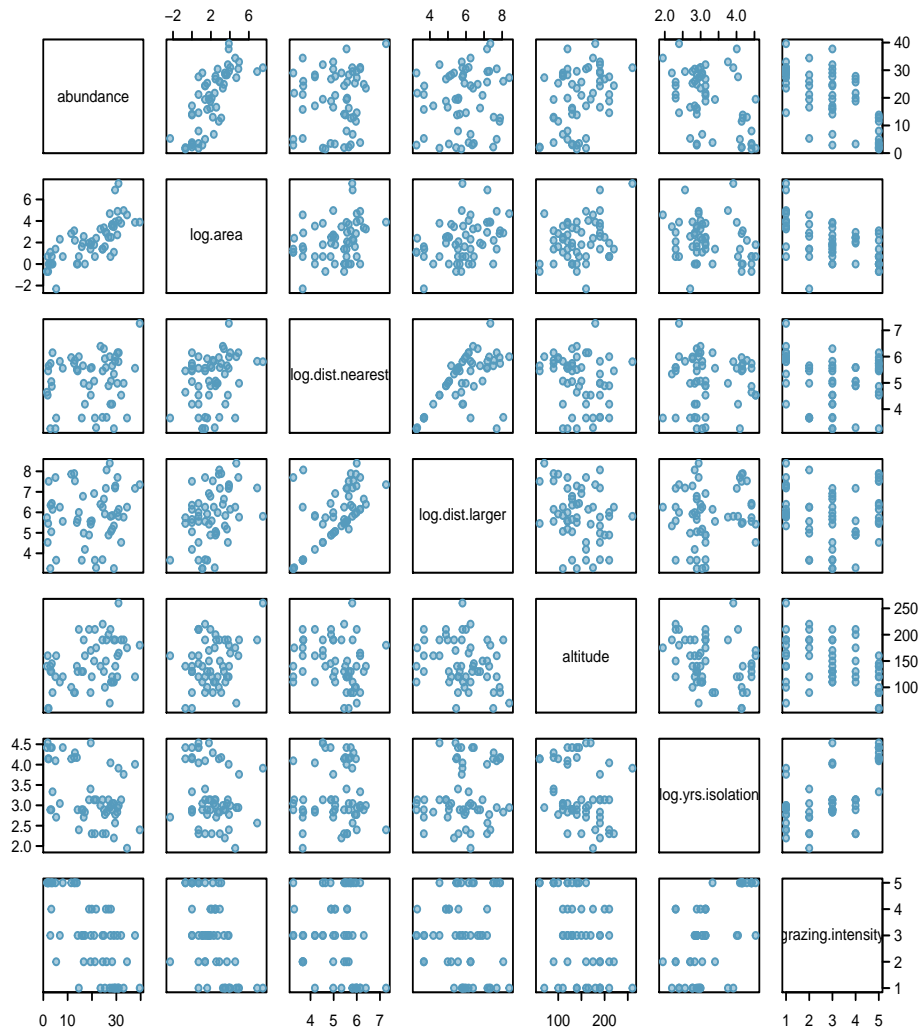 −2 2 6 4 6 8 2.0 3.0 4.0
abundance
0 10 20 30 40
−2 0 2 4 6
log.area
log.dist.nearest
4 5 6 7
4 5 6 7 8
log.dist.larger
altitude
100 150 200 250
2.0 2.5 3.0 3.5 4.0 4.5
log.yrs.isolation
grazing.intensity
1 2 3 4 5
0 10 30 4 5 6 7 100 200 1 2 3 4 5